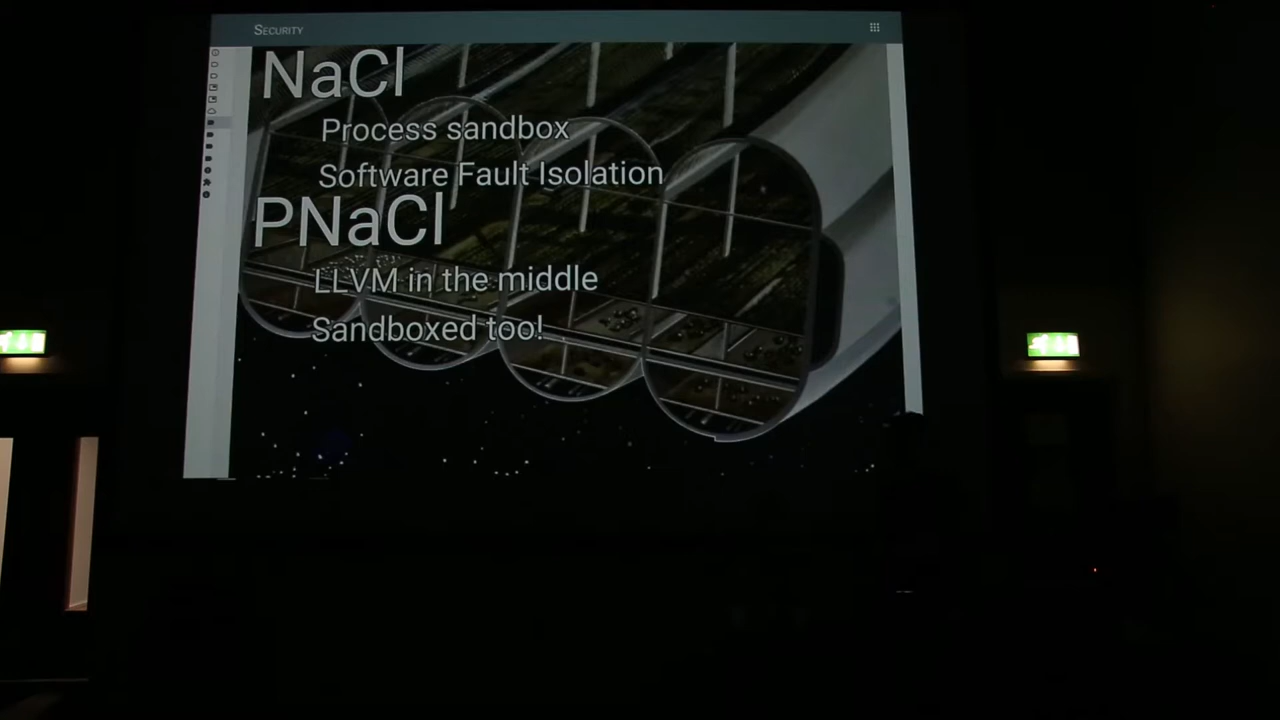 Security
NaCl
Process sandbox
Software Fault Isolation
PNaCl
LLVM in the middle
Sandboxed too!